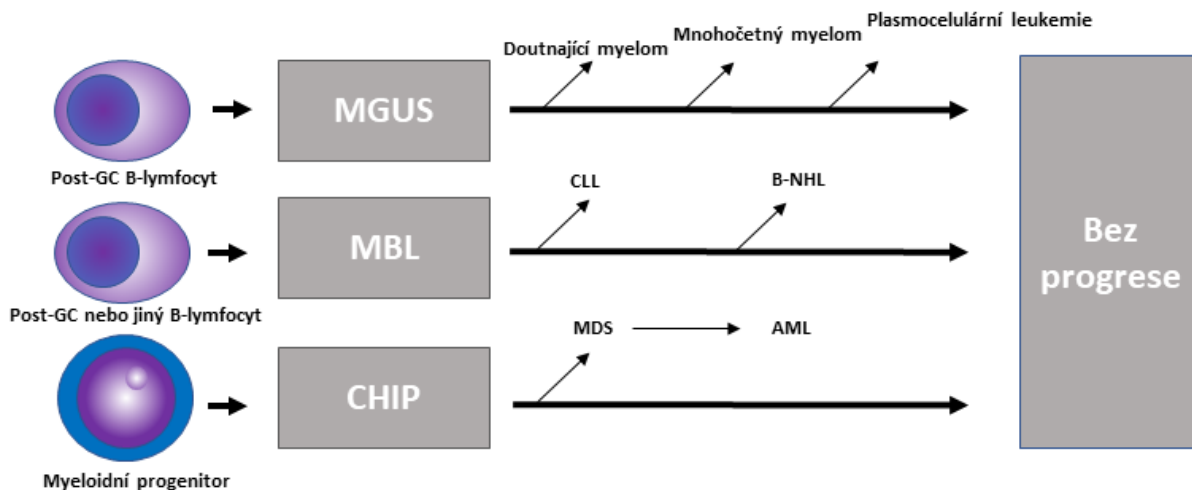 Doutnající myelom
Mnohočetný myelom
Plasmocelulární leukemie
MGUS
Post-GC B-lymfocyt
CLL
B-NHL
MBL
Post-GC nebo jiný B-lymfocyt
MDS
AML
CHIP
Myeloidní progenitor
Bez
progrese